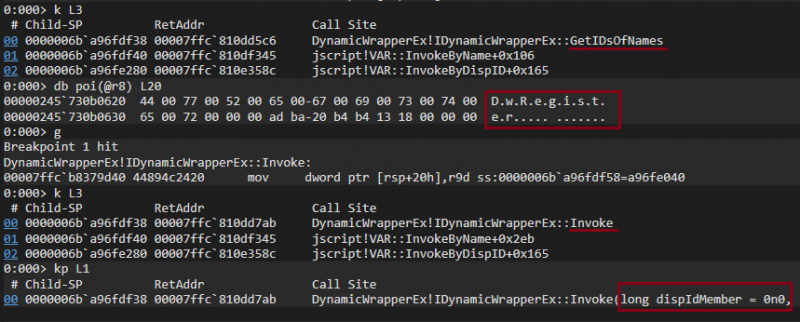 0:000> k L3
# Child-SP RetAddr Call Site
00 0000006b`a96fdf38 00007ffc`810dd5c6 DynamicWrapperEx!IDynamicWrapperEx::GetIDsOfNames
01 0000006b`a96fdf40 00007ffc`810df345 jscript!VAR::InvokeByName+0x106
02 0000006b`a96fe280 00007ffc`810e358c jscript!VAR::InvokeByDispID+0x165
0:000> db poi(@r8) L20
00000245`730b0620 44 00 77 00 52 00 65 00-67 00 69 00 73 00 74 00 D.w.R.e.g.i.s.t.
00000245`730b0630 65 00 72 00 00 00 ad ba-20 b4 b4 13 18 00 00 00 e.r..... .......
0:000> g
Breakpoint 1 hit
DynamicWrapperEx!IDynamicWrapperEx::Invoke:
00007ffc`b8379d40 44894c2420 mov dword ptr [rsp+20h],r9d ss:0000006b`a96fdf58=a96fe040
0:000> k L3
# Child-SP RetAddr Call Site
00 0000006b`a96fdf38 00007ffc`810dd7ab DynamicWrapperEx!IDynamicWrapperEx::Invoke
01 0000006b`a96fdf40 00007ffc`810df345 jscript!VAR::InvokeByName+0x2eb
02 0000006b`a96fe280 00007ffc`810e358c jscript!VAR::InvokeByDispID+0x165
0:000> kp L1
# Child-SP RetAddr Call Site
00 0000006b`a96fdf38 00007ffc`810dd7ab DynamicWrapperEx!IDynamicWrapperEx::Invoke(long dispIdMember = 0n0,